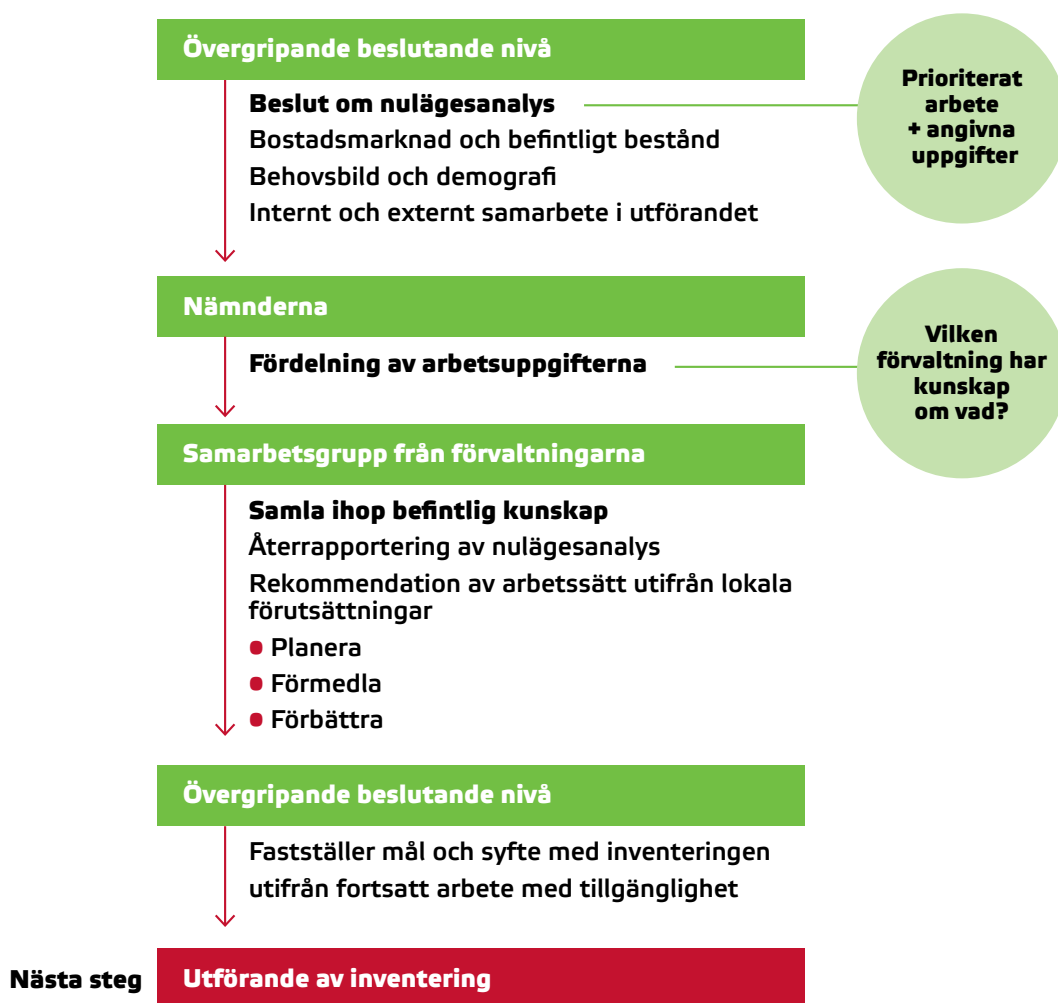 Övergripande beslutande nivå
Beslut om nulägesanalys
Bostadsmarknad och befintligt bestånd
Behovsbild och demografi
Internt och externt samarbete i utförandet
Prioriterat
arbete
+ angivna
uppgifter
Nämnderna
Fördelning av arbetsuppgifterna
Vilken
förvaltning har
kunskap
om vad?
Samarbetsgrupp från förvaltningarna
Samla ihop befintlig kunskap
Återrapportering av nulägesanalys
Rekommendation av arbetssätt utifrån lokala
förutsättningar
• Planera
• Förmedla
• Förbättra
Övergripande beslutande nivå
Fastställer mål och syfte med inventeringen
utifrån fortsatt arbete med tillgänglighet
Nästa steg
Utförande av inventering